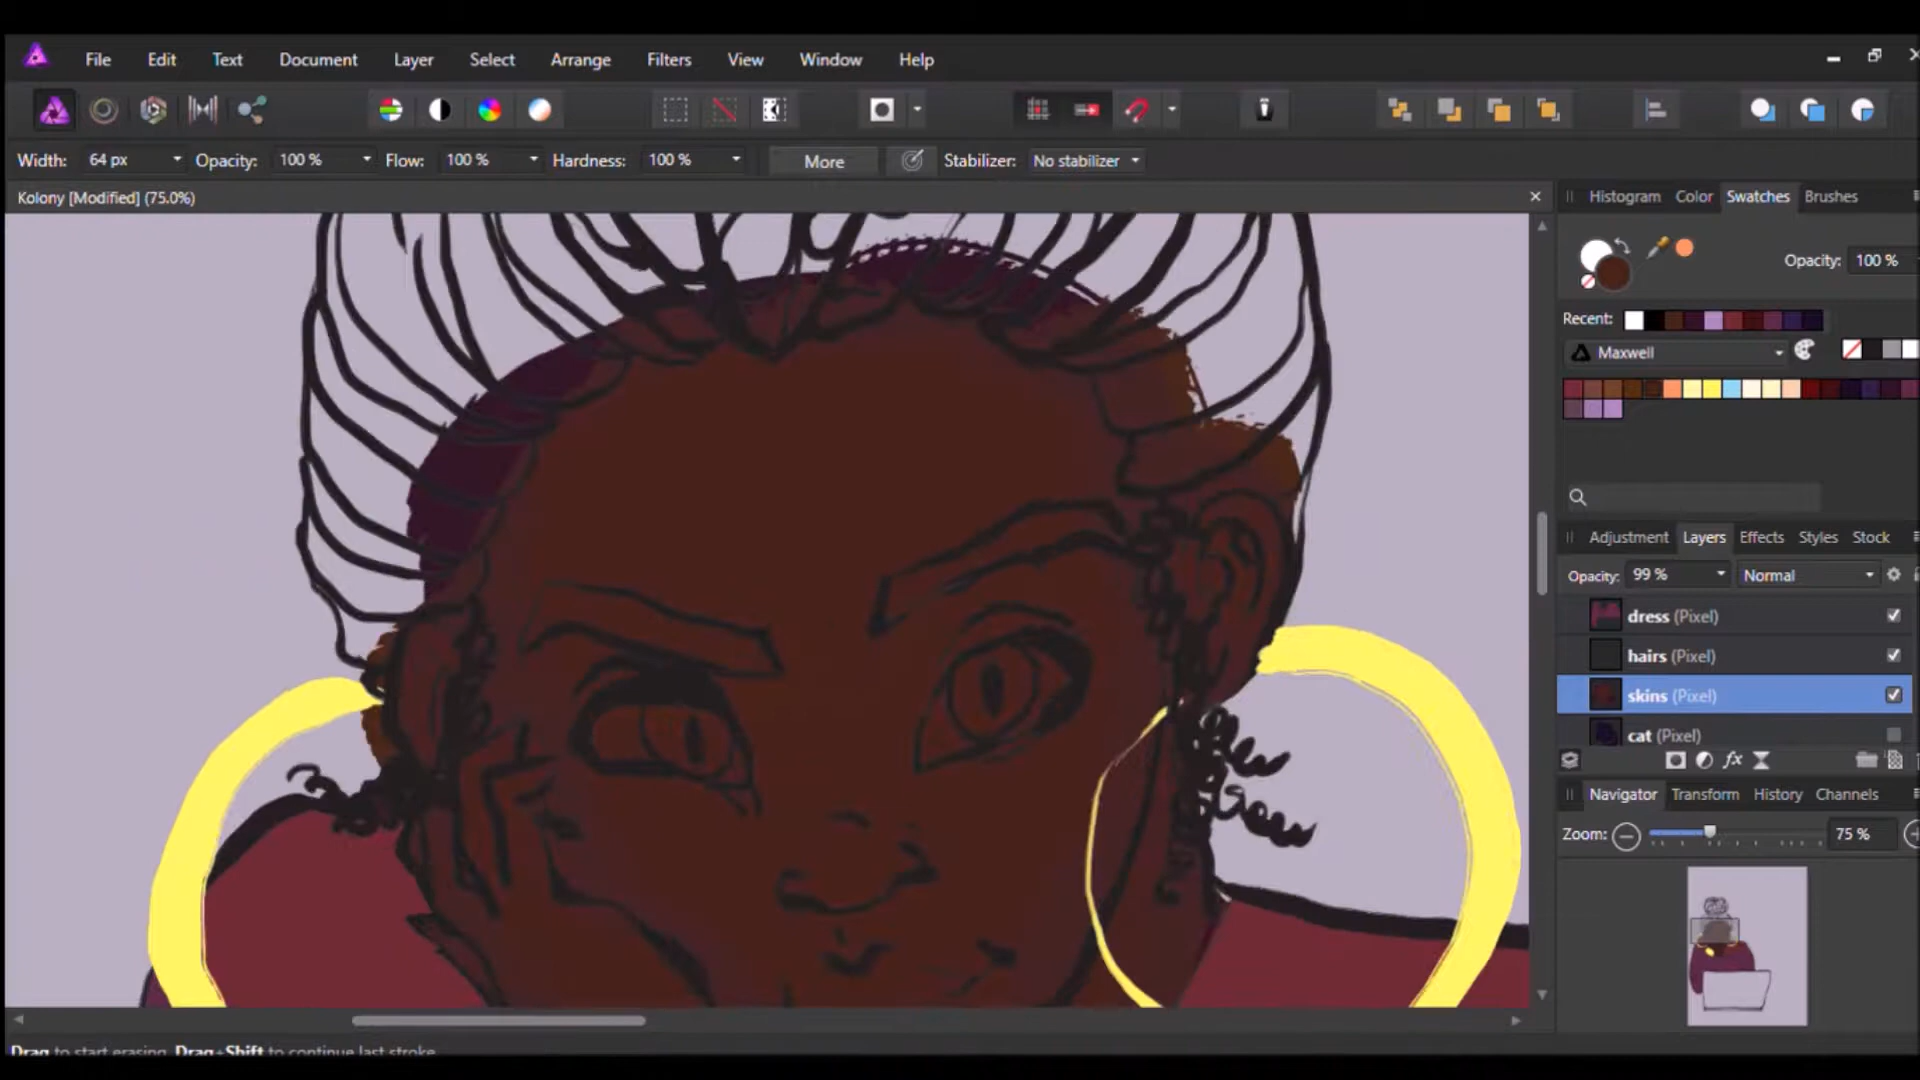 File Edit Text Document Layer Select Arrange Filters View Window Help
Width: 64 px Opacity: 100 % Flow: 100 % Hardness: 100 % More Stabilizer: No stabilizer
Kolony [Modified] (75.0%)
Histogram Color Swatches Brushes
Opacity: 100 %
Recent:
Maxwell
Adjustment Layers Effects Styles Stock
Opacity: 99 % Normal
dress (Pixel)
hairs (Pixel)
skins (Pixel)
cat (Pixel)
fx
Navigator Transform History Channels
Zoom: 75 %
Drag to start erasing. Drag+Shift to continue last stroke.